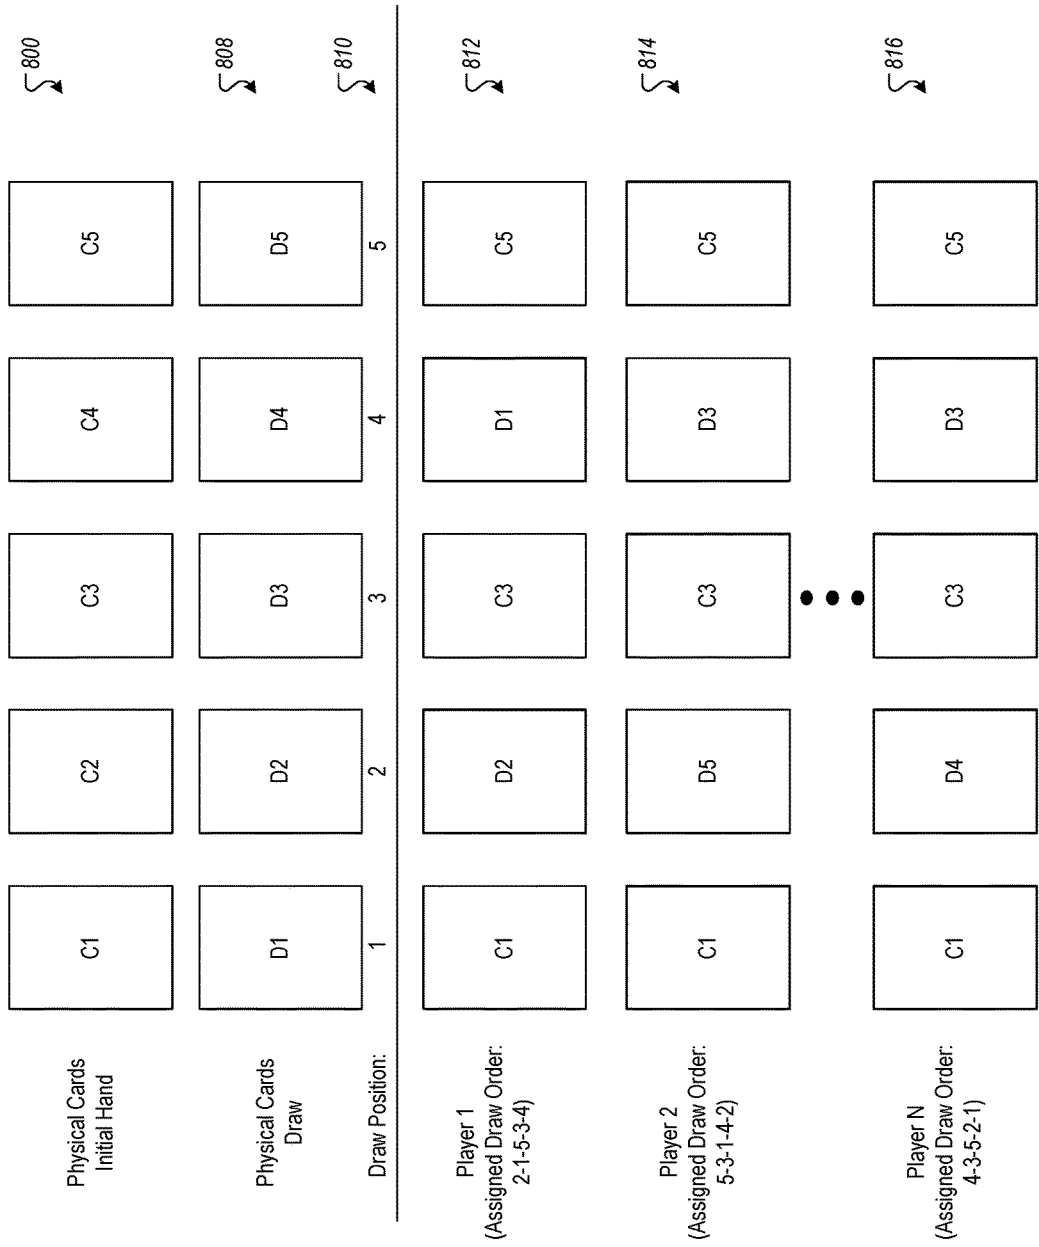 Physical Cards
Initial Hand
C1
C2
C3
C4
C5
800
Physical Cards
Draw
D1
D2
D3
D4
D5
808
Draw Position:
1
2
3
4
5
810
Player 1
(Assigned Draw Order:
2-1-5-3-4)
C1
D2
C3
D1
C5
812
Player 2
(Assigned Draw Order:
5-3-1-4-2)
C1
D5
C3
D3
C5
814
Player N
(Assigned Draw Order:
4-3-5-2-1)
C1
D4
C3
D3
C5
816